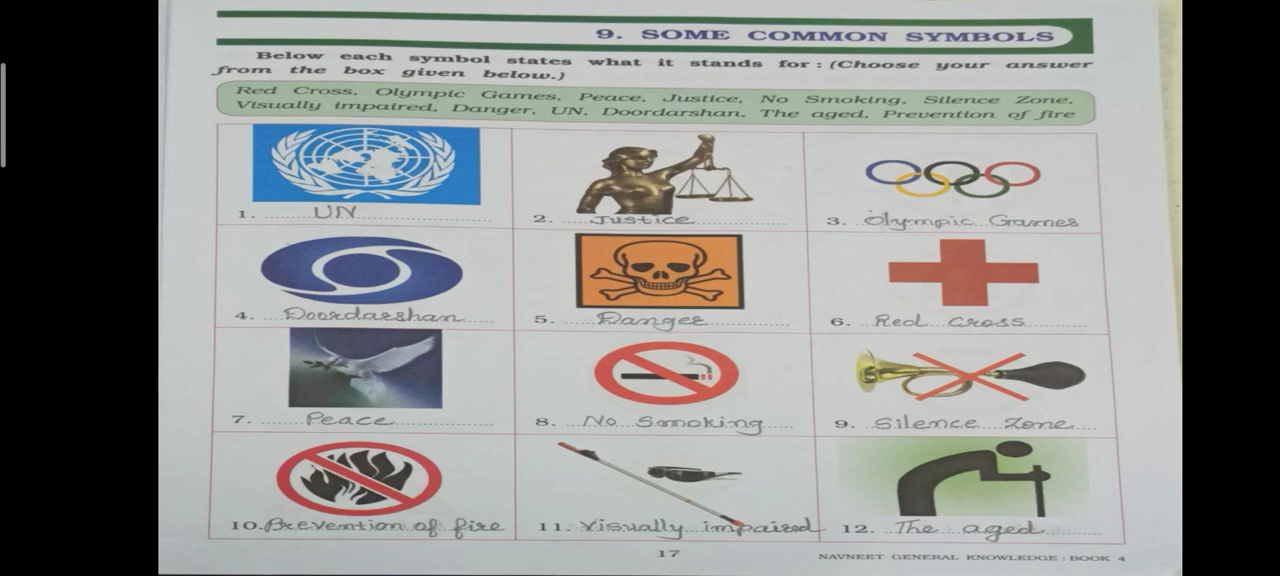 9. SOME COMMON SYMBOLS
Below each symbol states what it stands for : (Choose your answer
from the box given below.)
Red Cross, Olympic Games, Peace, Justice, No Smoking, Silence Zone,
Visually impaired, Danger, UN, Doordarshan, The aged, Prevention of fire
1. UN
2. Justice
3. Olympic Games
4. Doordarshan
5. Danger
6. Red Cross
7. Peace
8. No Smoking
9. Silence Zone
10. Prevention of fire
11. Visually impaired
12. The aged
17
NAVNEET GENERAL KNOWLEDGE : BOOK 4